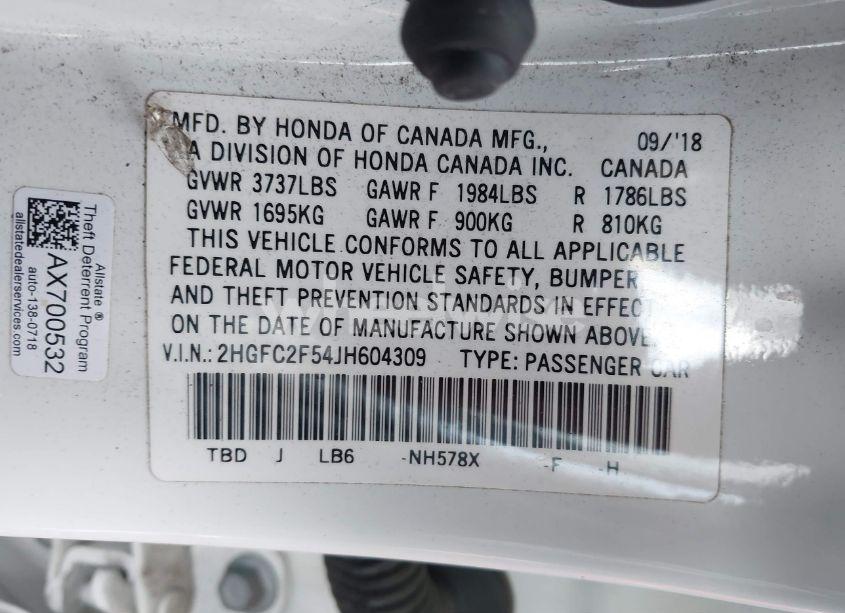 MFD. BY HONDA OF CANADA MFG., 09/'18
A DIVISION OF HONDA CANADA INC. CANADA
GVWR 3737LBS GAWR F 1984LBS R 1786LBS
GVWR 1695KG GAWR F 900KG R 810KG
THIS VEHICLE CONFORMS TO ALL APPLICABLE
FEDERAL MOTOR VEHICLE SAFETY, BUMPER
AND THEFT PREVENTION STANDARDS IN EFFECT
ON THE DATE OF MANUFACTURE SHOWN ABOVE.
V.I.N.: 2HGFC2F54JH604309 TYPE: PASSENGER CAR
TBD J LB6 -NH578X -F -H
Allstate ®
Theft Deterrent Program
AX700532
auto-138-0718
allstatedealerservices.com